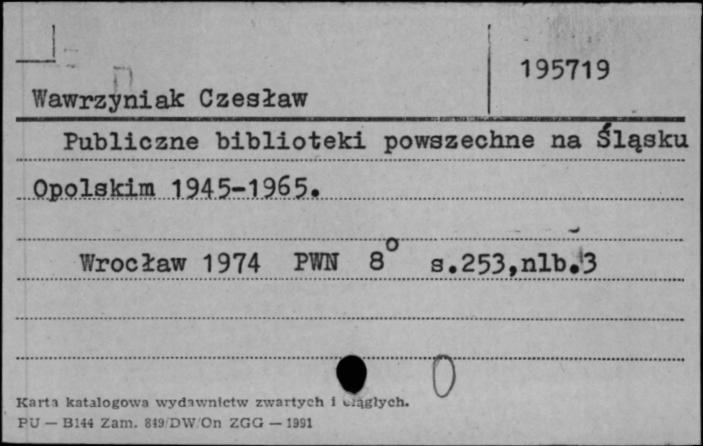 195719
Wawrzyniak Czesław
Publiczne biblioteki powszechne na Śląsku
Opolskim 1945-1965.
Wrocław 1974 PWN 8° s.253,nlb.3
Karta katalogowa wydawnictw zwartych i ciągłych.
PU — B144 Zam. 849/DW/On ZGG — 1991